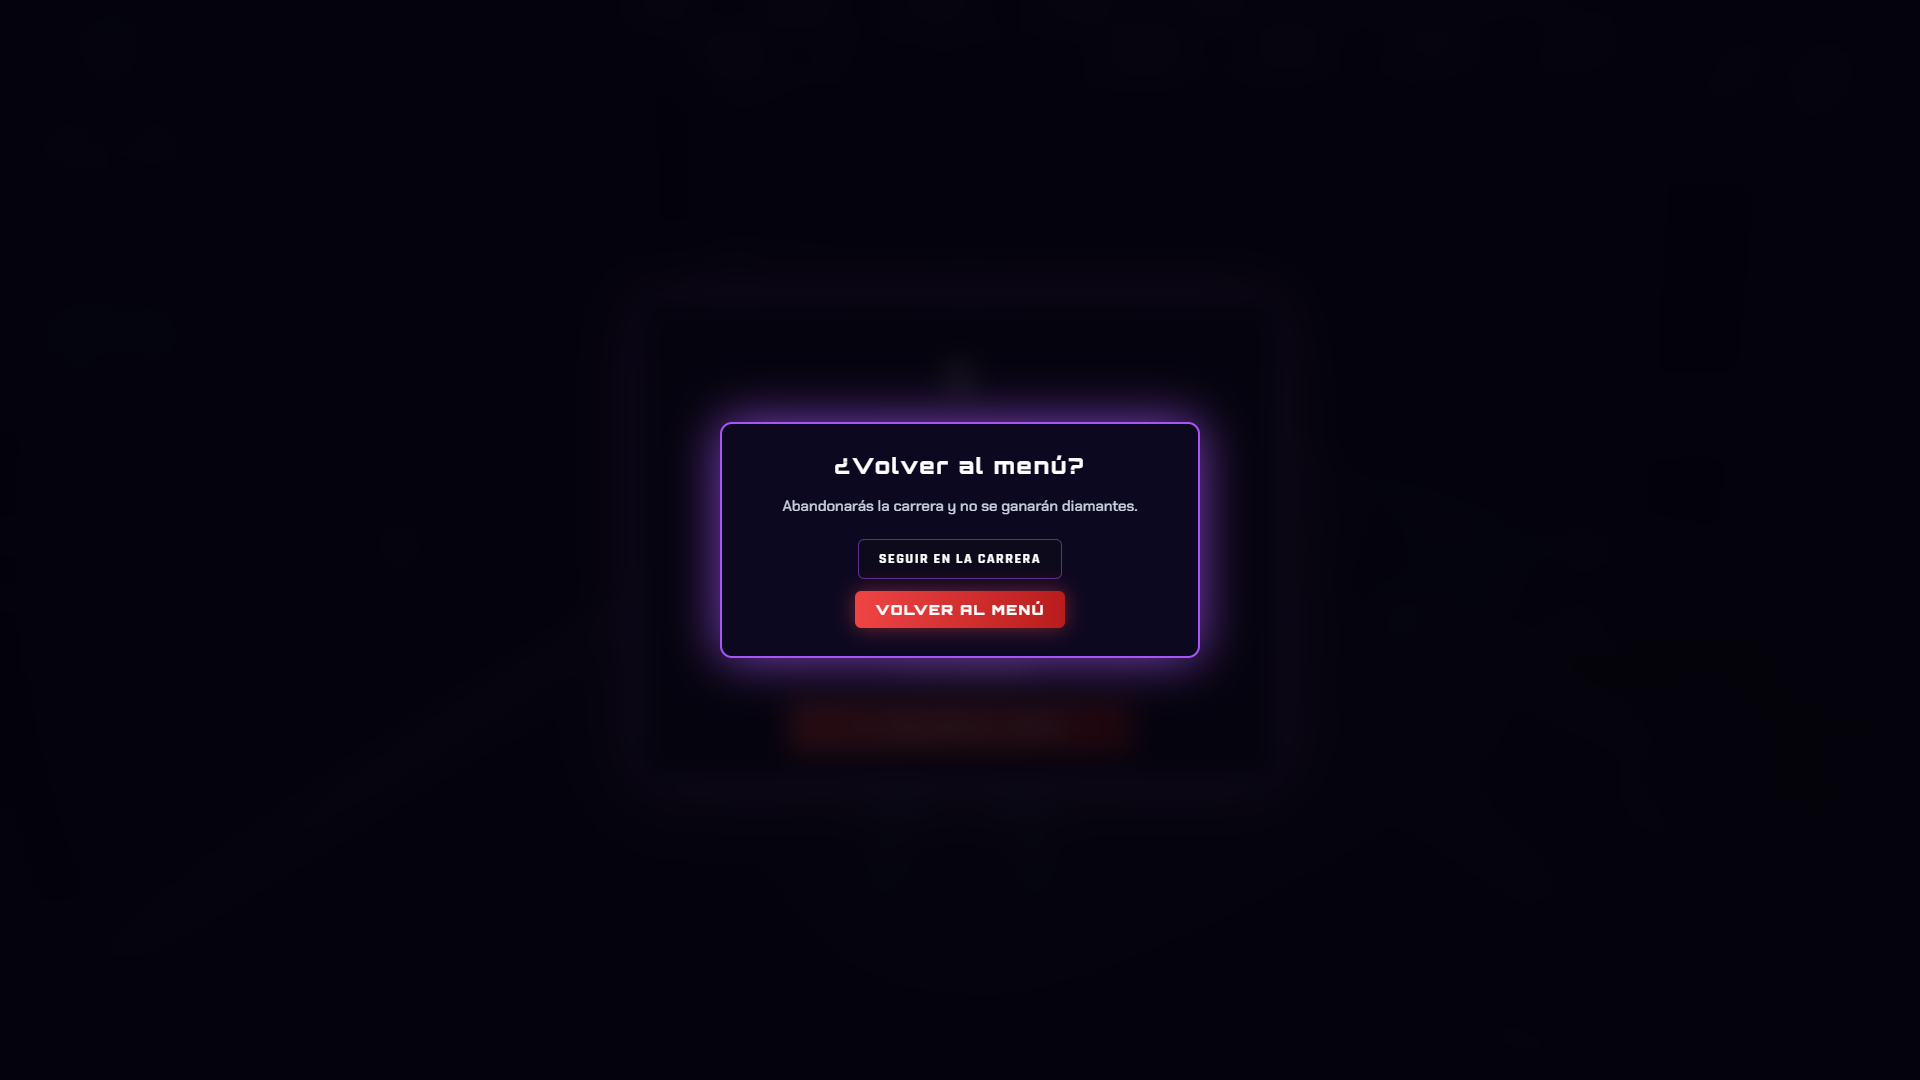 ¿Volver al menú?
Abandonarás la carrera y no se ganarán diamantes.
SEGUIR EN LA CARRERA
VOLVER AL MENÚ